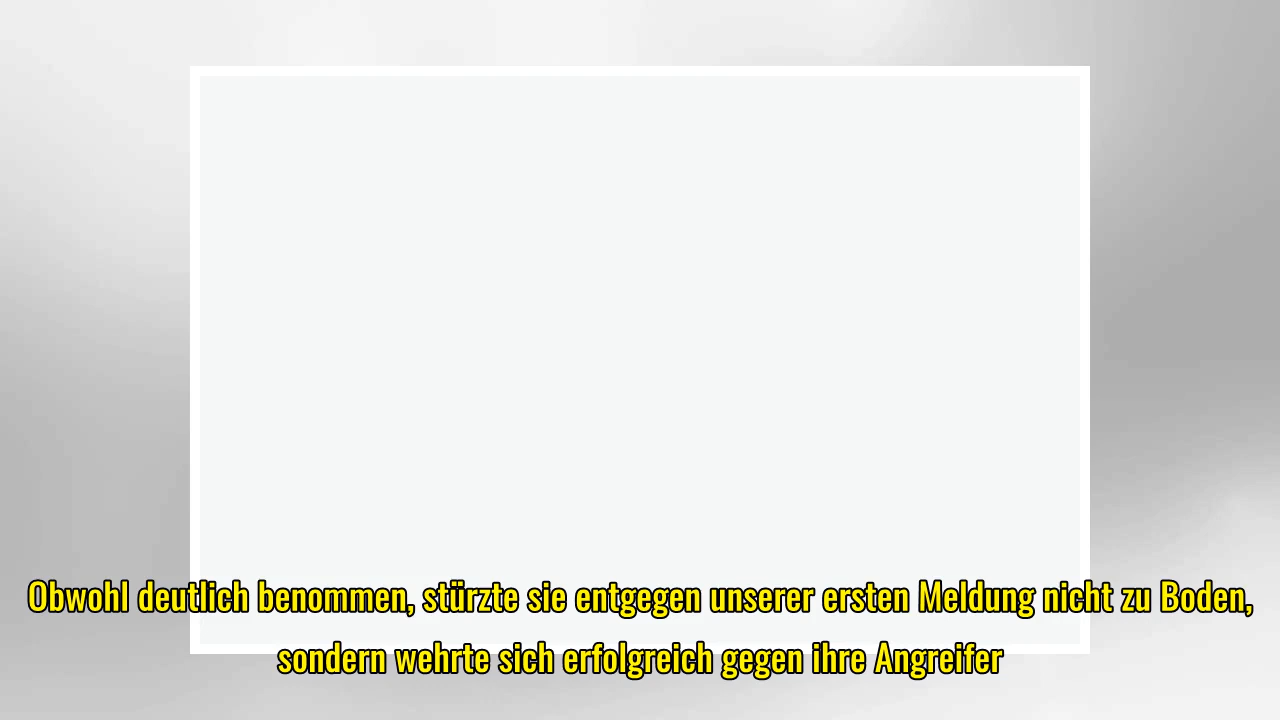 Obwohl deutlich benommen, stürzte sie entgegen unserer ersten Meldung nicht zu Boden,
sondern wehrte sich erfolgreich gegen ihre Angreifer